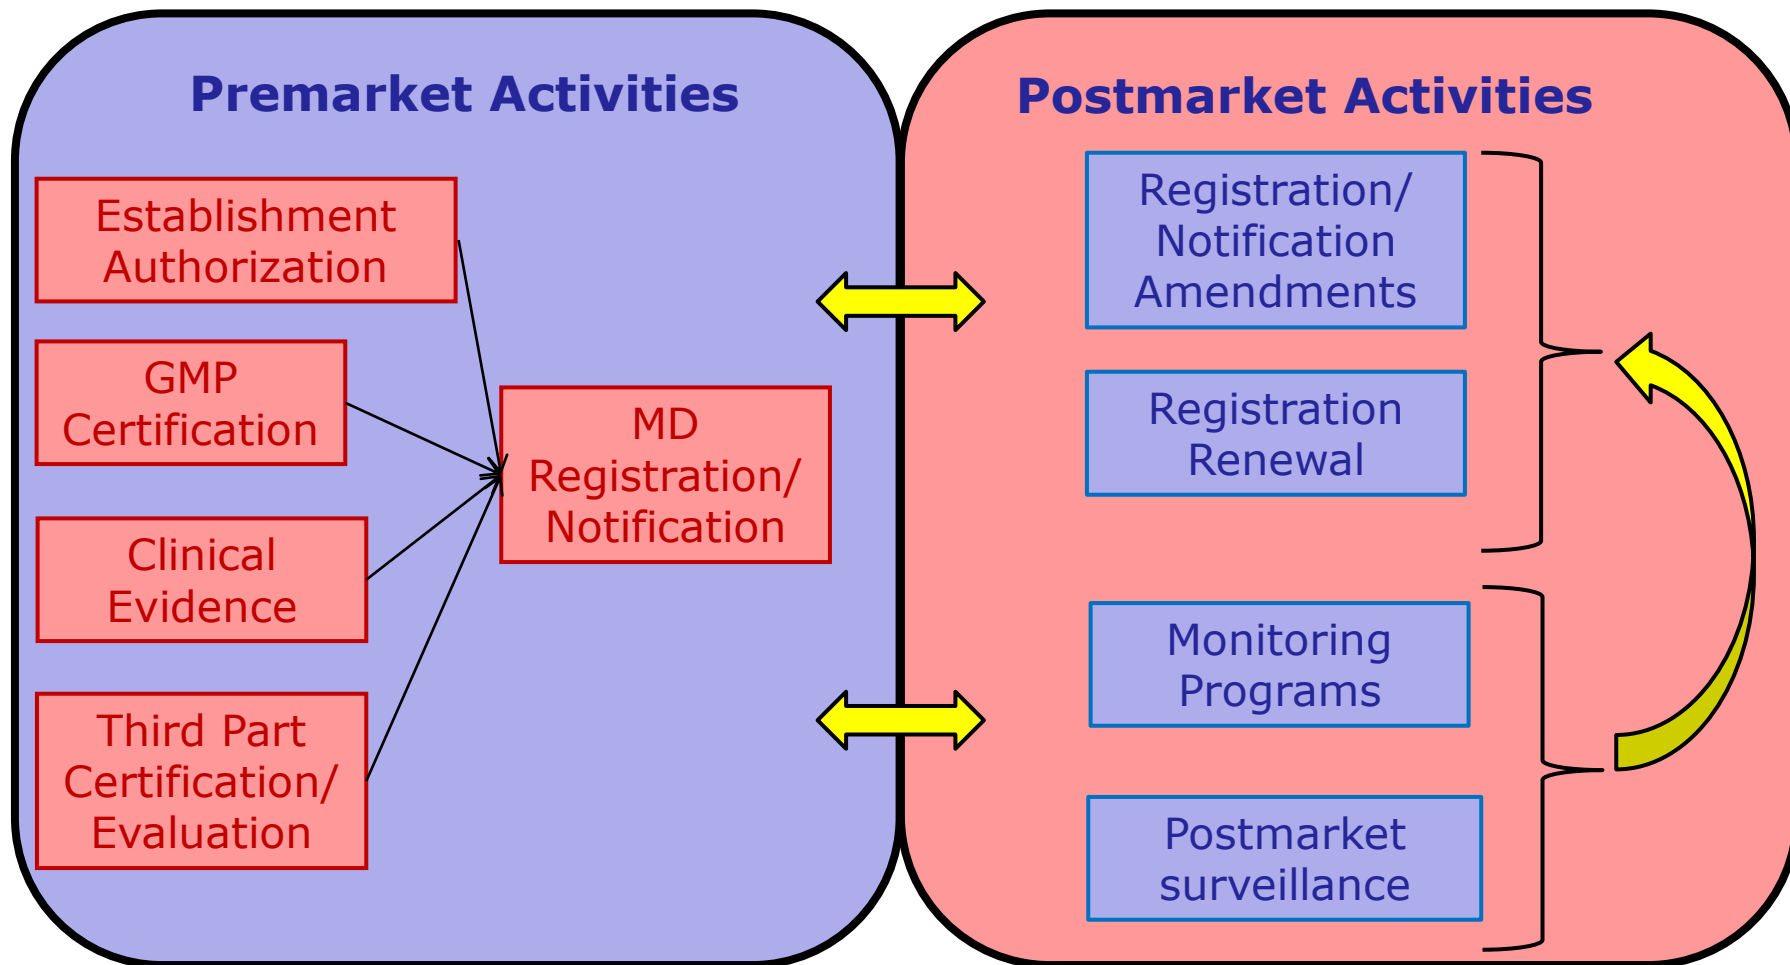 Premarket Activities
Establishment
Authorization
GMP
Certification
Clinical
Evidence
Third Part
Certification/
Evaluation
MD
Registration/
Notification
Postmarket Activities
Registration/
Notification
Amendments
Registration
Renewal
Monitoring
Programs
Postmarket
surveillance